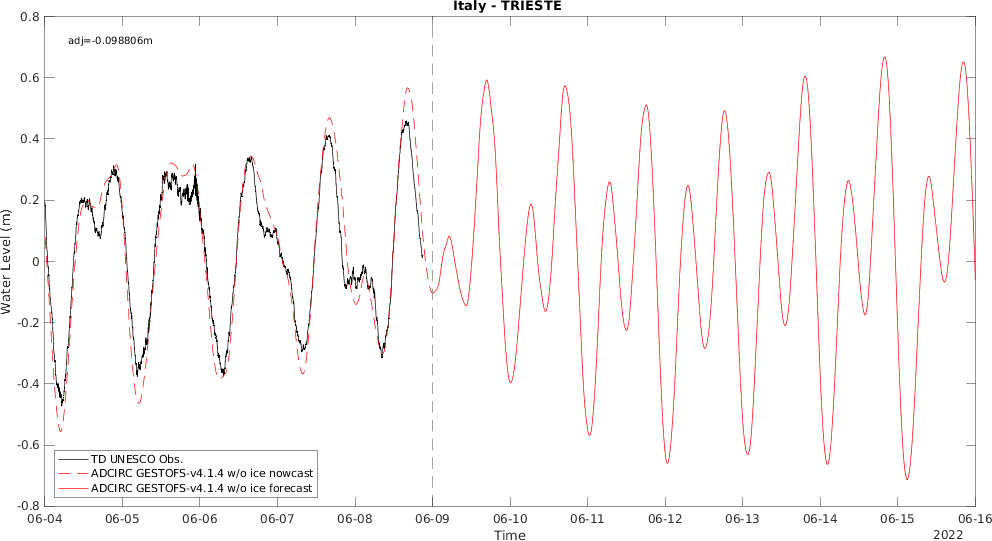 Italy - TRIESTE
adj=-0.098806m
0.8
0.6
0.4
0.2
0
-0.2
-0.4
-0.6
-0.8
Water Level (m)
TD UNESCO Obs.
ADCIRC GESTOFS-v4.1.4 w/o ice nowcast
ADCIRC GESTOFS-v4.1.4 w/o ice forecast
06-04 06-05 06-06 06-07 06-08 06-09 06-10 06-11 06-12 06-13 06-14 06-15 06-16
Time
2022